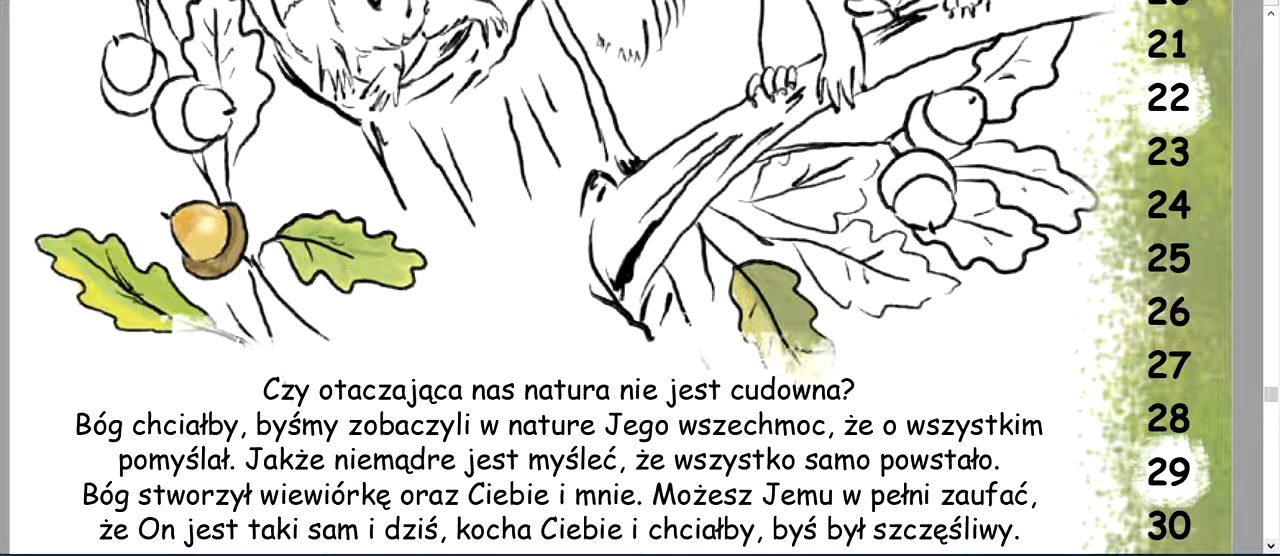 21
22
23
24
25
26
27
28
29
30
Czy otaczająca nas natura nie jest cudowna?
Bóg chciałby, byśmy zobaczyli w nature Jego wszechmoc, że o wszystkim
pomyślał. Jakże niemądre jest myśleć, że wszystko samo powstało.
Bóg stworzył wiewiórkę oraz Ciebie i mnie. Możesz Jemu w pełni zaufać,
że On jest taki sam i dziś, kocha Ciebie i chciałby, byś był szczęśliwy.